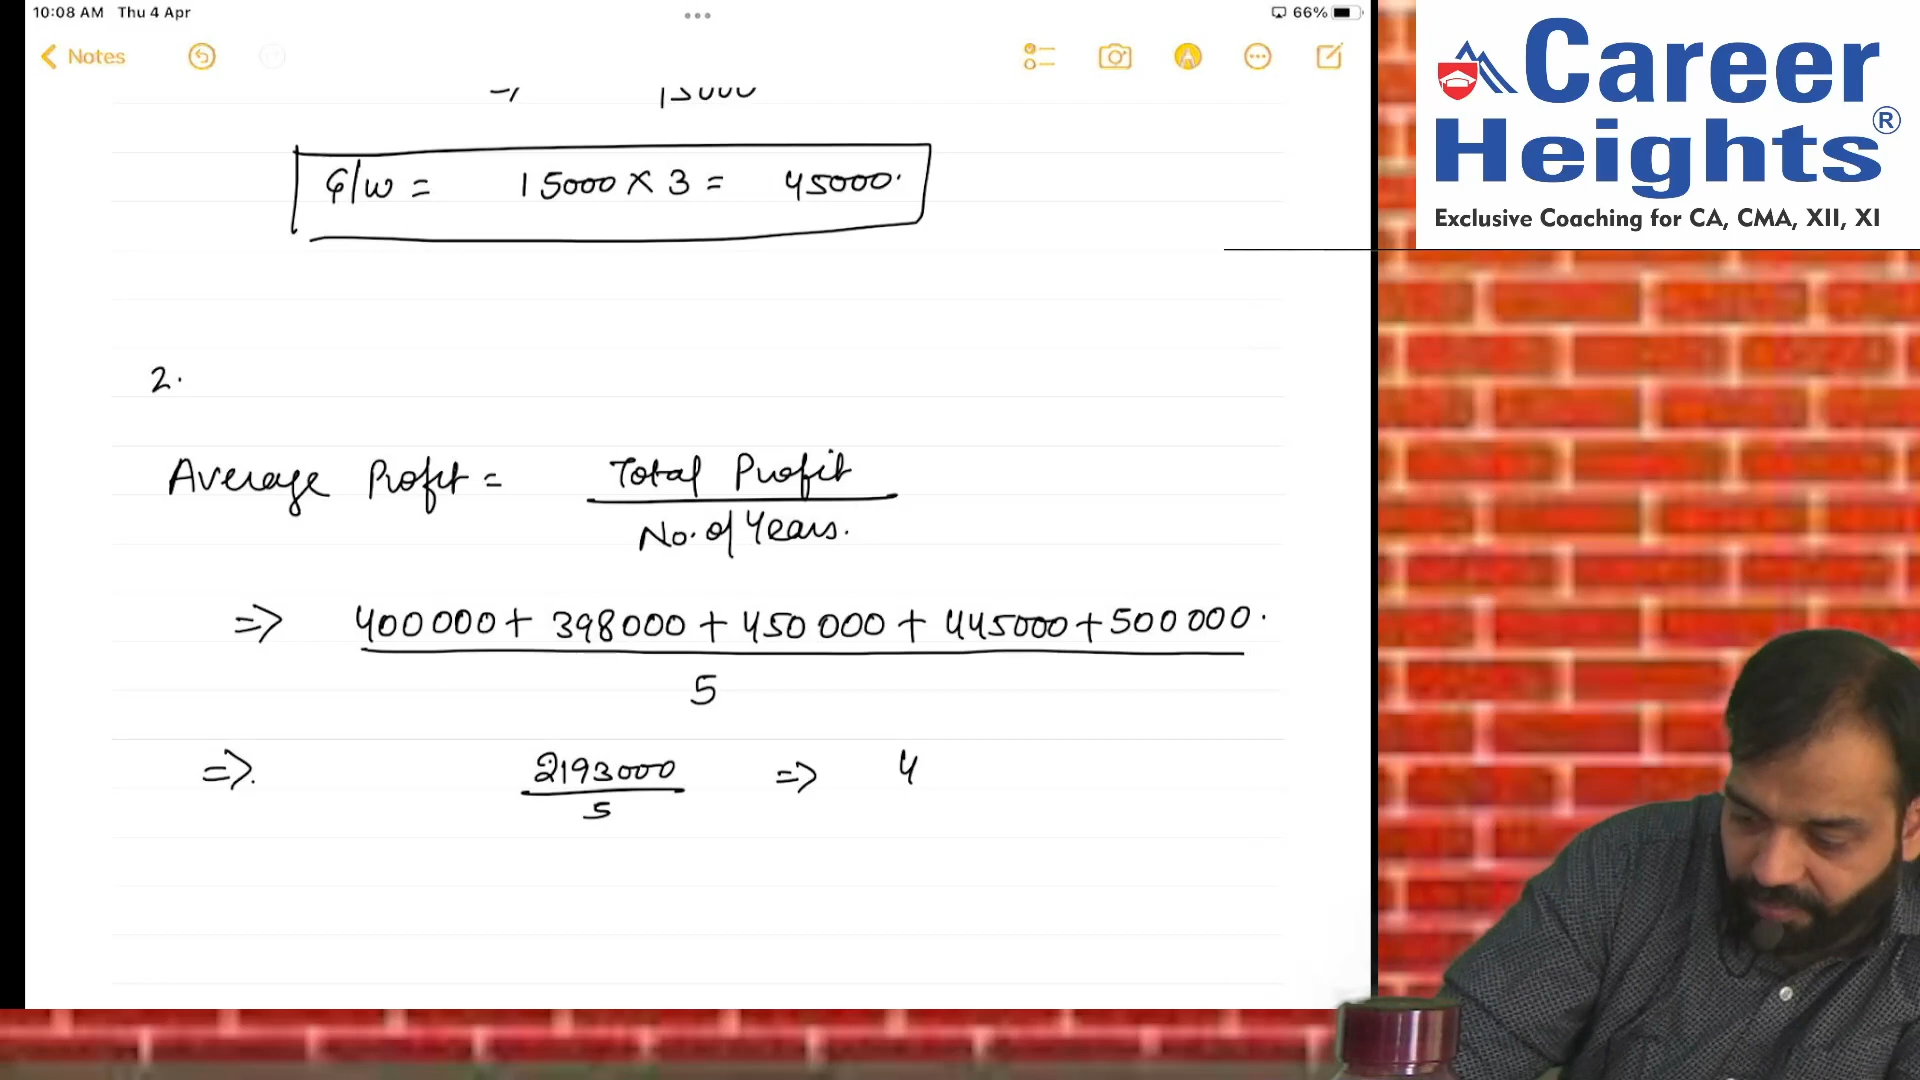 10:08 AM Thu 4 Apr
66%
Notes
15000
G/w = 15000 × 3 = 45000.
2.
Average Profit = Total Profit
No. of Years.
=> 400000 + 398000 + 450000 + 445000 + 500000.
5
=>. 2193000 => 4
5
Career
Heights®
Exclusive Coaching for CA, CMA, XII, XI